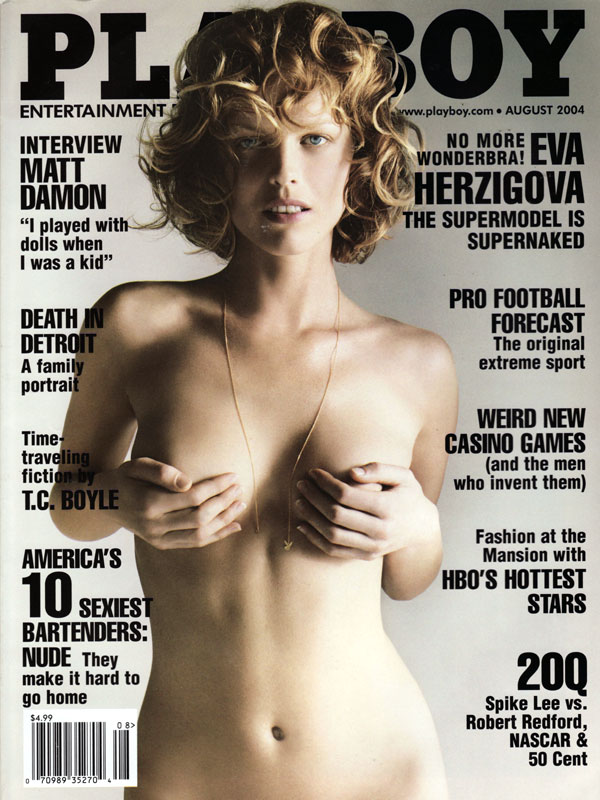 PLAYBOY
ENTERTAINMENT
www.playboy.com • AUGUST 2004
INTERVIEW
MATT
DAMON
“I played with
dolls when
I was a kid”
DEATH IN
DETROIT
A family
portrait
Time-
traveling
fiction by
T.C. BOYLE
AMERICA'S
10 SEXIEST
BARTENDERS:
NUDE They
make it hard to
go home
$4.99
08>
0 70989 35270 4
NO MORE
WONDERBRA! EVA
HERZIGOVA
THE SUPERMODEL IS
SUPERNAKED
PRO FOOTBALL
FORECAST
The original
extreme sport
WEIRD NEW
CASINO GAMES
(and the men
who invent them)
Fashion at the
Mansion with
HBO'S HOTTEST
STARS
20Q
Spike Lee vs.
Robert Redford,
NASCAR &
50 Cent